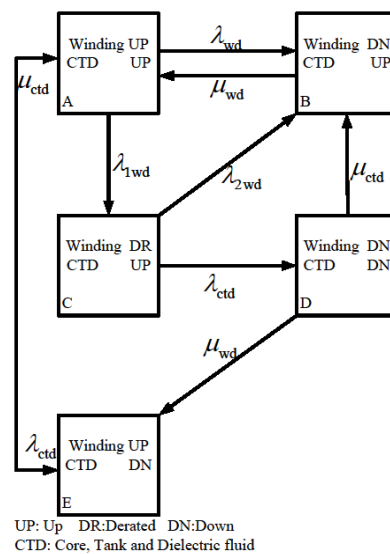 Winding UP
CTD UP
A
λwd
μwd
Winding DN
CTD UP
B
μctd
λ1wd
λ2wd
μctd
Winding DR
CTD UP
C
λctd
Winding DN
CTD DN
D
μwd
λctd
Winding UP
CTD DN
E
UP: Up DR:Derated DN:Down
CTD: Core, Tank and Dielectric fluid